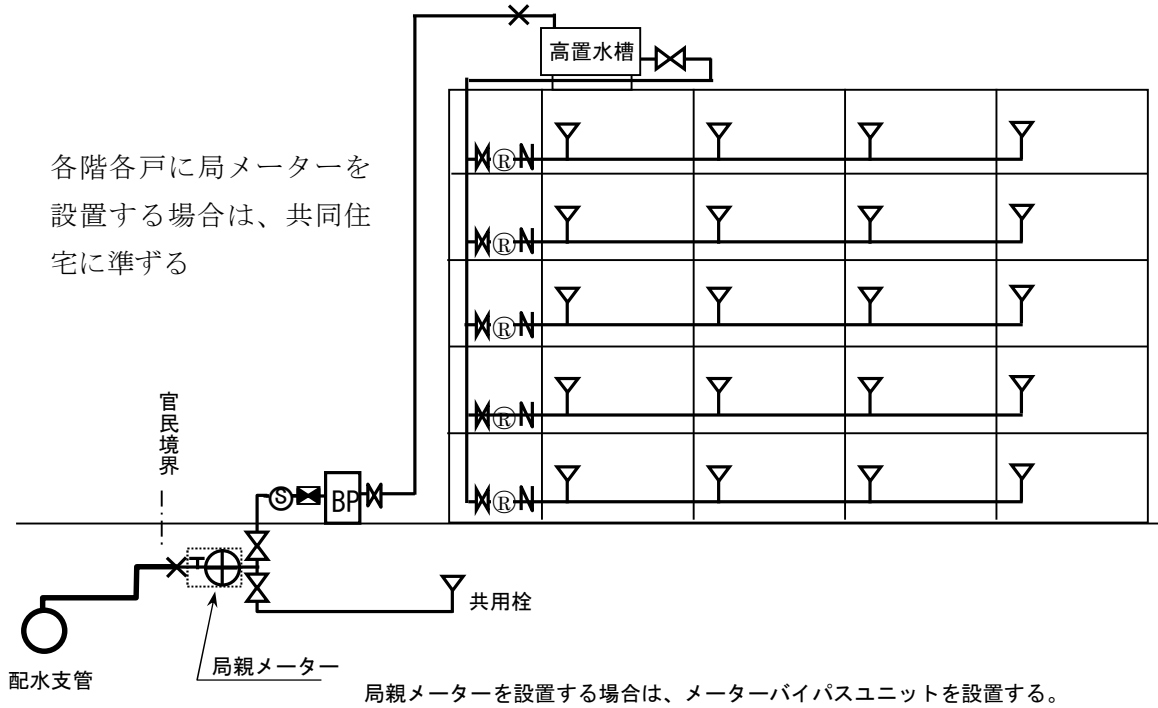 高置水槽
各階各戸に局メーターを
設置する場合は、共同住
宅に準ずる
Ⓡ
Ⓡ
Ⓡ
Ⓡ
Ⓡ
官民境界
Ⓢ
BP
共用栓
局親メーター
配水支管
局親メーターを設置する場合は、メーターバイパスユニットを設置する。